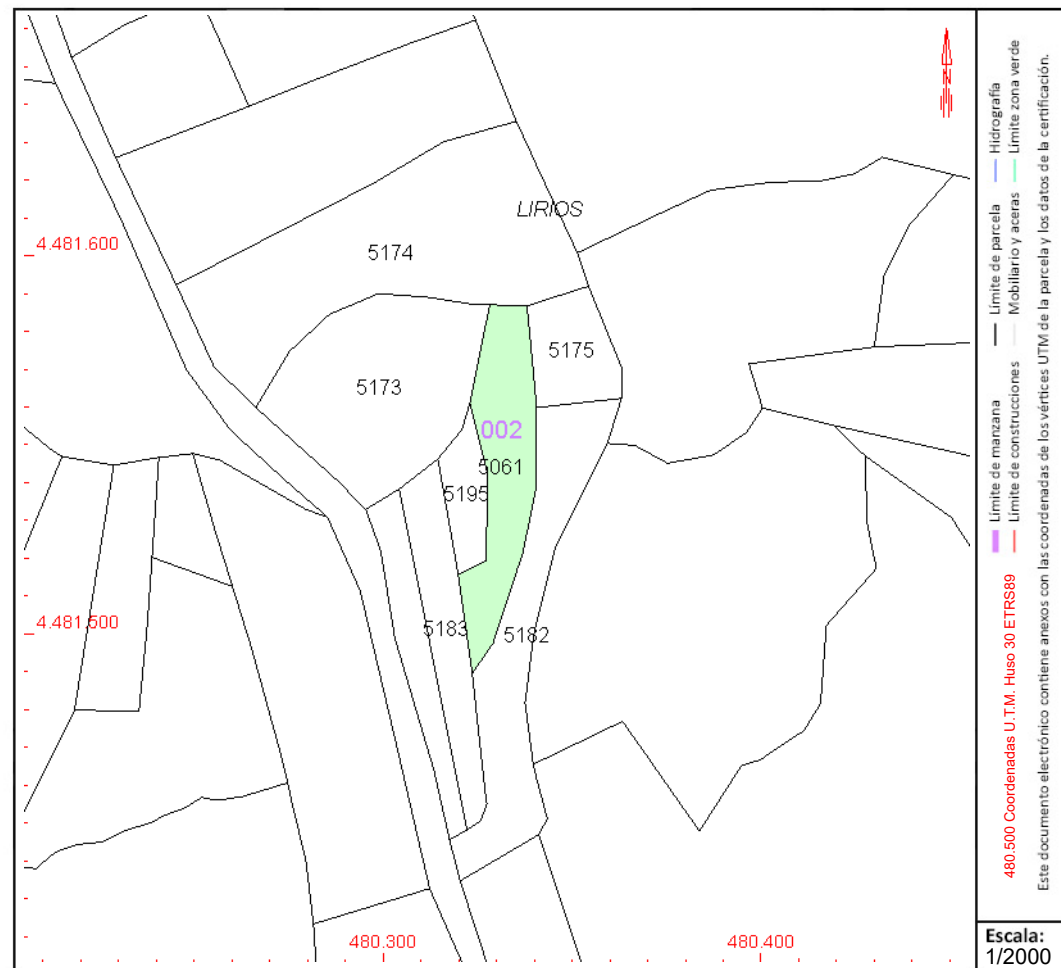 N
LIRIOS
4.481.600
5174
5175
5173
002
5061
5195
4.481.500
5183
5182
480.300
480.400
Límite de manzana
Límite de parcela
Hidrografía
Límite de construcciones
Mobiliario y aceras
Límite zona verde
480.500 Coordenadas U.T.M. Huso 30 ETRS89
Este documento electrónico contiene anexos con las coordenadas de los vértices UTM de la parcela y los datos de la certificación.
Escala:
1/2000